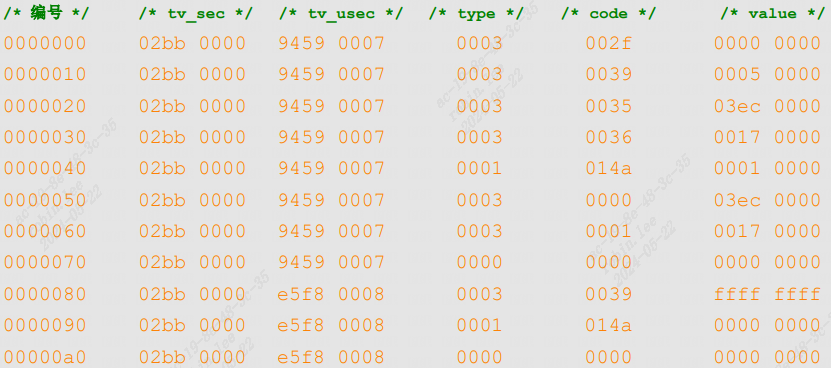 /* 编号 */ /* tv_sec */ /* tv_usec */ /* type */ /* code */ /* value */
0000000 02bb 0000 9459 0007 0003 002f 0000 0000
0000010 02bb 0000 9459 0007 0003 0039 0005 0000
0000020 02bb 0000 9459 0007 0003 0035 03ec 0000
0000030 02bb 0000 9459 0007 0003 0036 0017 0000
0000040 02bb 0000 9459 0007 0001 014a 0001 0000
0000050 02bb 0000 9459 0007 0003 0000 03ec 0000
0000060 02bb 0000 9459 0007 0003 0001 0017 0000
0000070 02bb 0000 9459 0007 0000 0000 0000 0000
0000080 02bb 0000 e5f8 0008 0003 0039 ffff ffff
0000090 02bb 0000 e5f8 0008 0001 014a 0000 0000
00000a0 02bb 0000 e5f8 0008 0000 0000 0000 0000